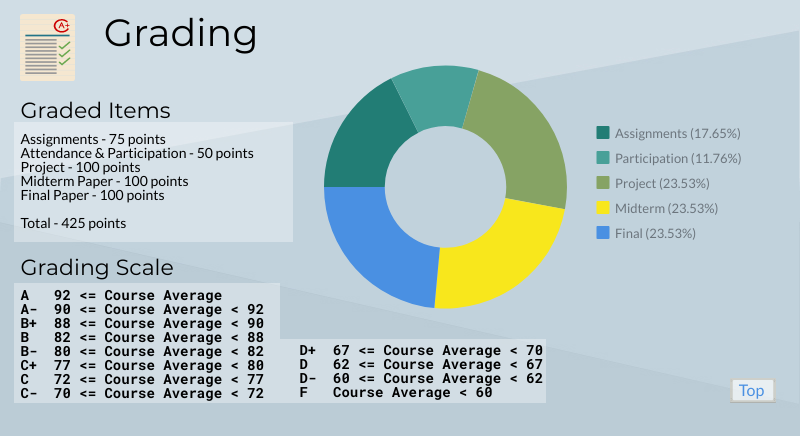 A+
Grading
Graded Items
Assignments - 75 points
Attendance & Participation - 50 points
Project - 100 points
Midterm Paper - 100 points
Final Paper - 100 points
Total - 425 points
Assignments (17.65%)
Participation (11.76%)
Project (23.53%)
Midterm (23.53%)
Final (23.53%)
Grading Scale
A 92 <= Course Average
A- 90 <= Course Average < 92
B+ 88 <= Course Average < 90
B 82 <= Course Average < 88
B- 80 <= Course Average < 82
C+ 77 <= Course Average < 80
C 72 <= Course Average < 77
C- 70 <= Course Average < 72
D+ 67 <= Course Average < 70
D 62 <= Course Average < 67
D- 60 <= Course Average < 62
F Course Average < 60
Top